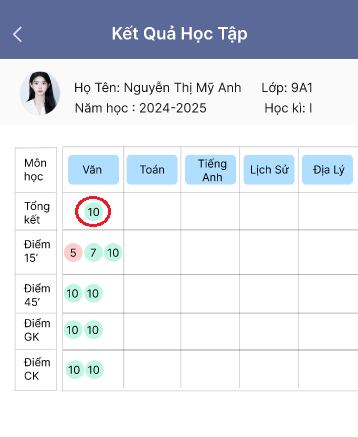 Kết Quả Học Tập
Họ Tên: Nguyễn Thị Mỹ Anh Lớp: 9A1
Năm học : 2024-2025 Học kì: I
Môn học Văn Toán Tiếng Anh Lịch Sử Địa Lý
Tổng kết 10
Điểm 15’ 5 7 10
Điểm 45’ 10 10
Điểm GK 10 10
Điểm CK 10 10